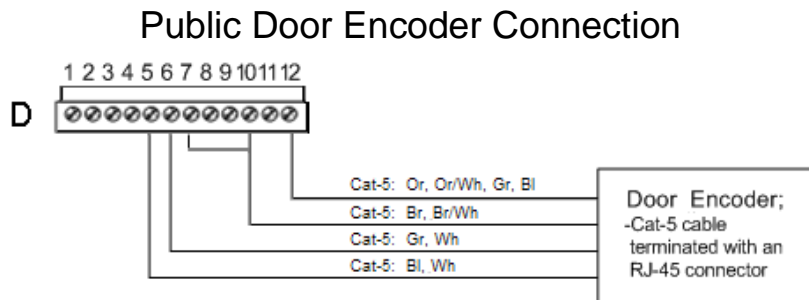 Public Door Encoder Connection
1 2 3 4 5 6 7 8 9 10 11 12
D
Cat-5: Or, Or/Wh, Gr, Bl
Cat-5: Br, Br/Wh
Cat-5: Gr, Wh
Cat-5: Bl, Wh
Door Encoder;
-Cat-5 cable
terminated with an
RJ-45 connector